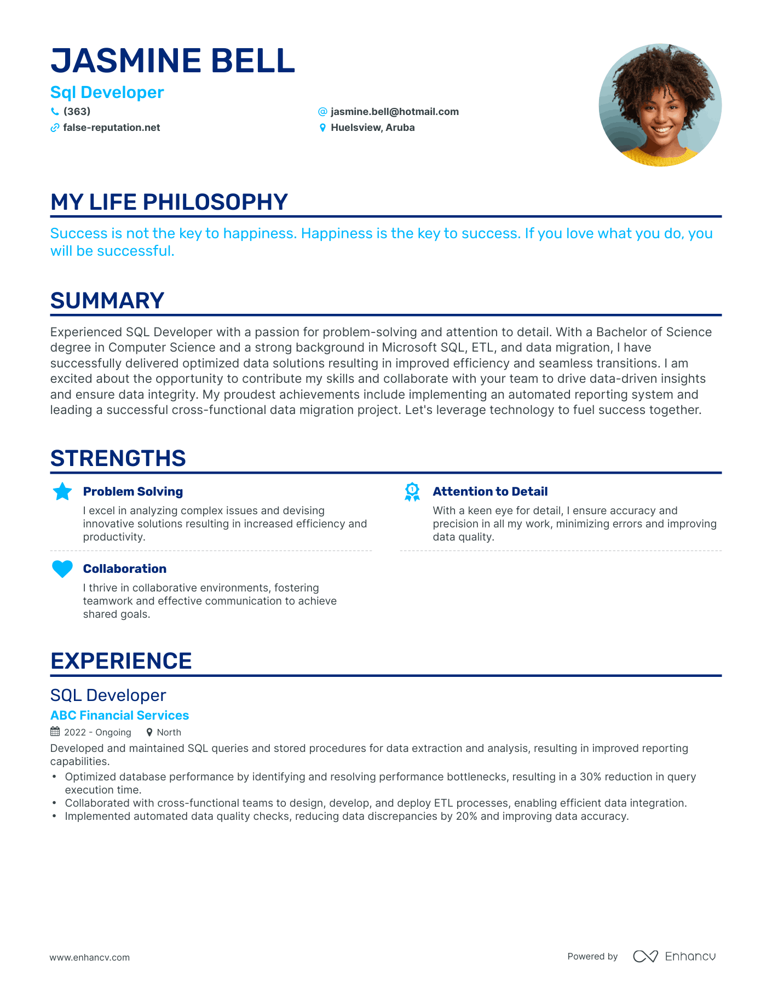 JASMINE BELL
Sql Developer
(363)
jasmine.bell@hotmail.com
false-reputation.net
Huelsview, Aruba
MY LIFE PHILOSOPHY
Success is not the key to happiness. Happiness is the key to success. If you love what you do, you
will be successful.
SUMMARY
Experienced SQL Developer with a passion for problem-solving and attention to detail. With a Bachelor of Science
degree in Computer Science and a strong background in Microsoft SQL, ETL, and data migration, I have
successfully delivered optimized data solutions resulting in improved efficiency and seamless transitions. I am
excited about the opportunity to contribute my skills and collaborate with your team to drive data-driven insights
and ensure data integrity. My proudest achievements include implementing an automated reporting system and
leading a successful cross-functional data migration project. Let's leverage technology to fuel success together.
STRENGTHS
Problem Solving
I excel in analyzing complex issues and devising
innovative solutions resulting in increased efficiency and
productivity.
1
Attention to Detail
With a keen eye for detail, I ensure accuracy and
precision in all my work, minimizing errors and improving
data quality.
Collaboration
I thrive in collaborative environments, fostering
teamwork and effective communication to achieve
shared goals.
EXPERIENCE
SQL Developer
ABC Financial Services
2022 - Ongoing North
Developed and maintained SQL queries and stored procedures for data extraction and analysis, resulting in improved reporting
capabilities.
• Optimized database performance by identifying and resolving performance bottlenecks, resulting in a 30% reduction in query
execution time.
• Collaborated with cross-functional teams to design, develop, and deploy ETL processes, enabling efficient data integration.
• Implemented automated data quality checks, reducing data discrepancies by 20% and improving data accuracy.
www.enhancv.com
Powered by Enhancv